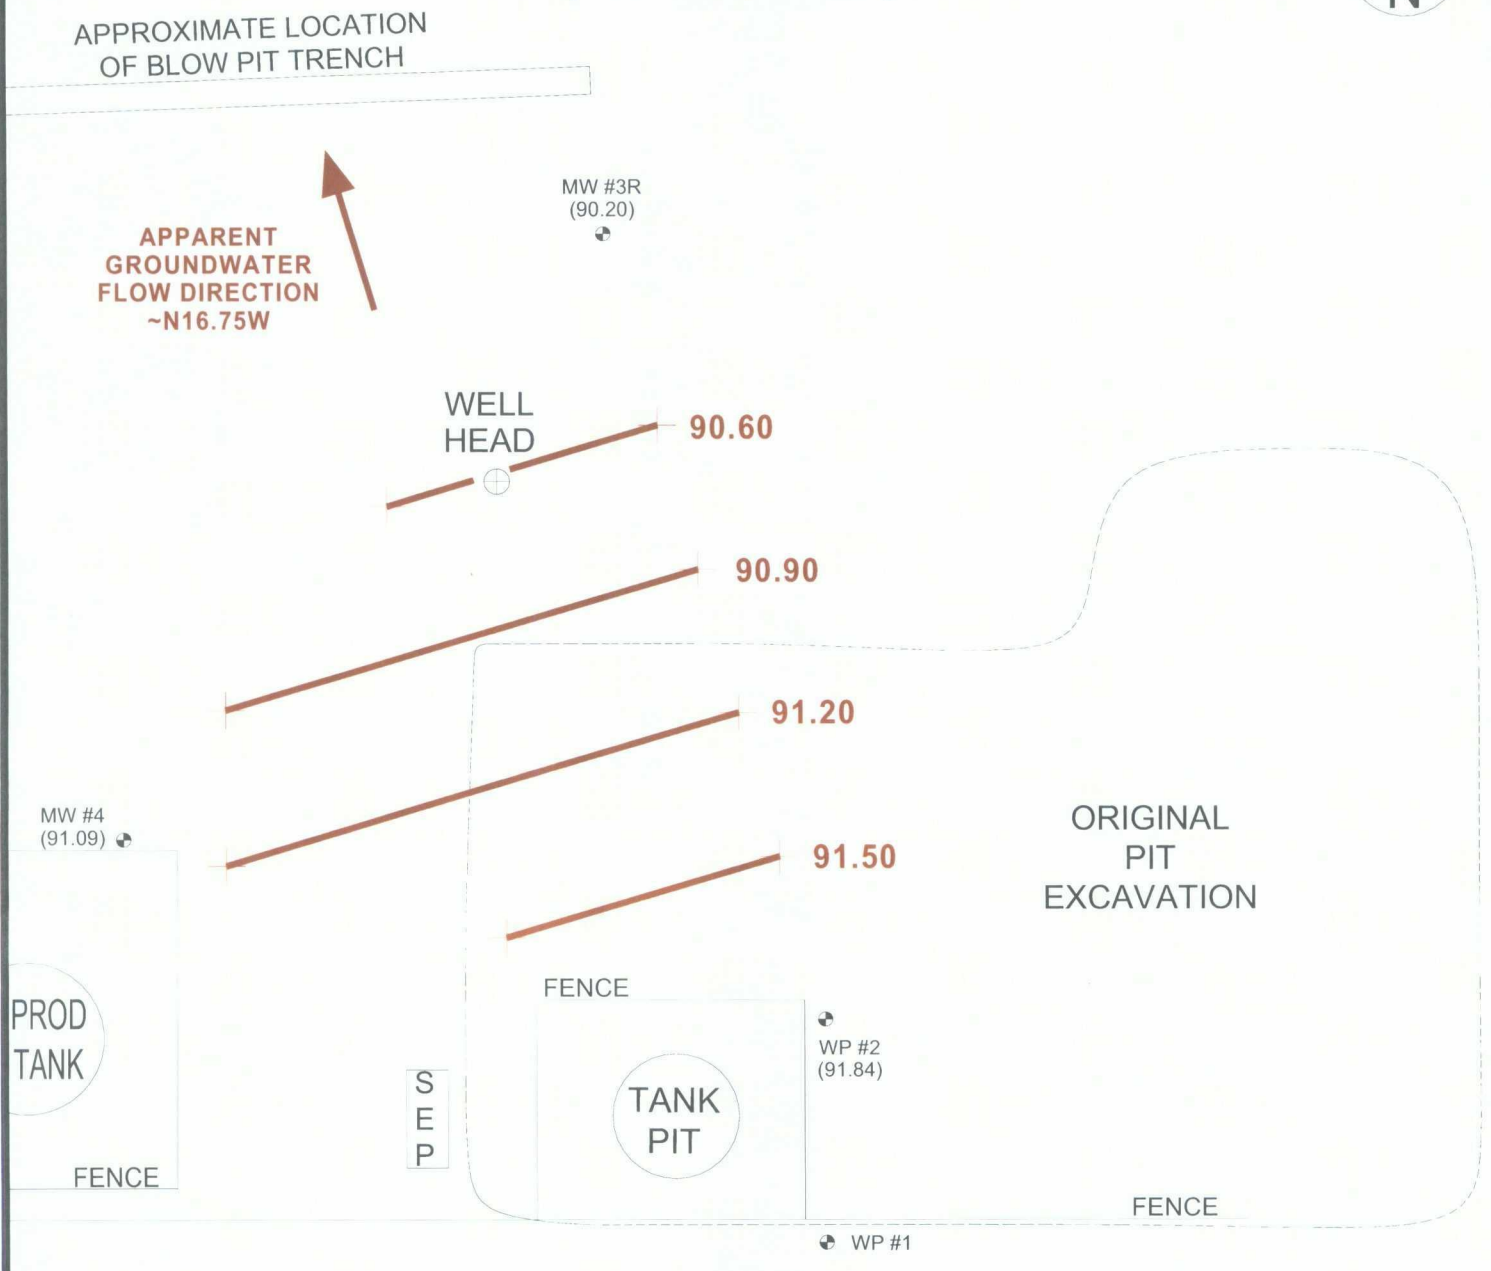 N
APPROXIMATE LOCATION
OF BLOW PIT TRENCH
MW #3R
(90.20)
APPARENT
GROUNDWATER
FLOW DIRECTION
~N16.75W
WELL
HEAD
90.60
90.90
91.20
MW #4
(91.09)
91.50
ORIGINAL
PIT
EXCAVATION
FENCE
PROD
TANK
WP #2
(91.84)
S
E
P
TANK
PIT
FENCE
FENCE
WP #1